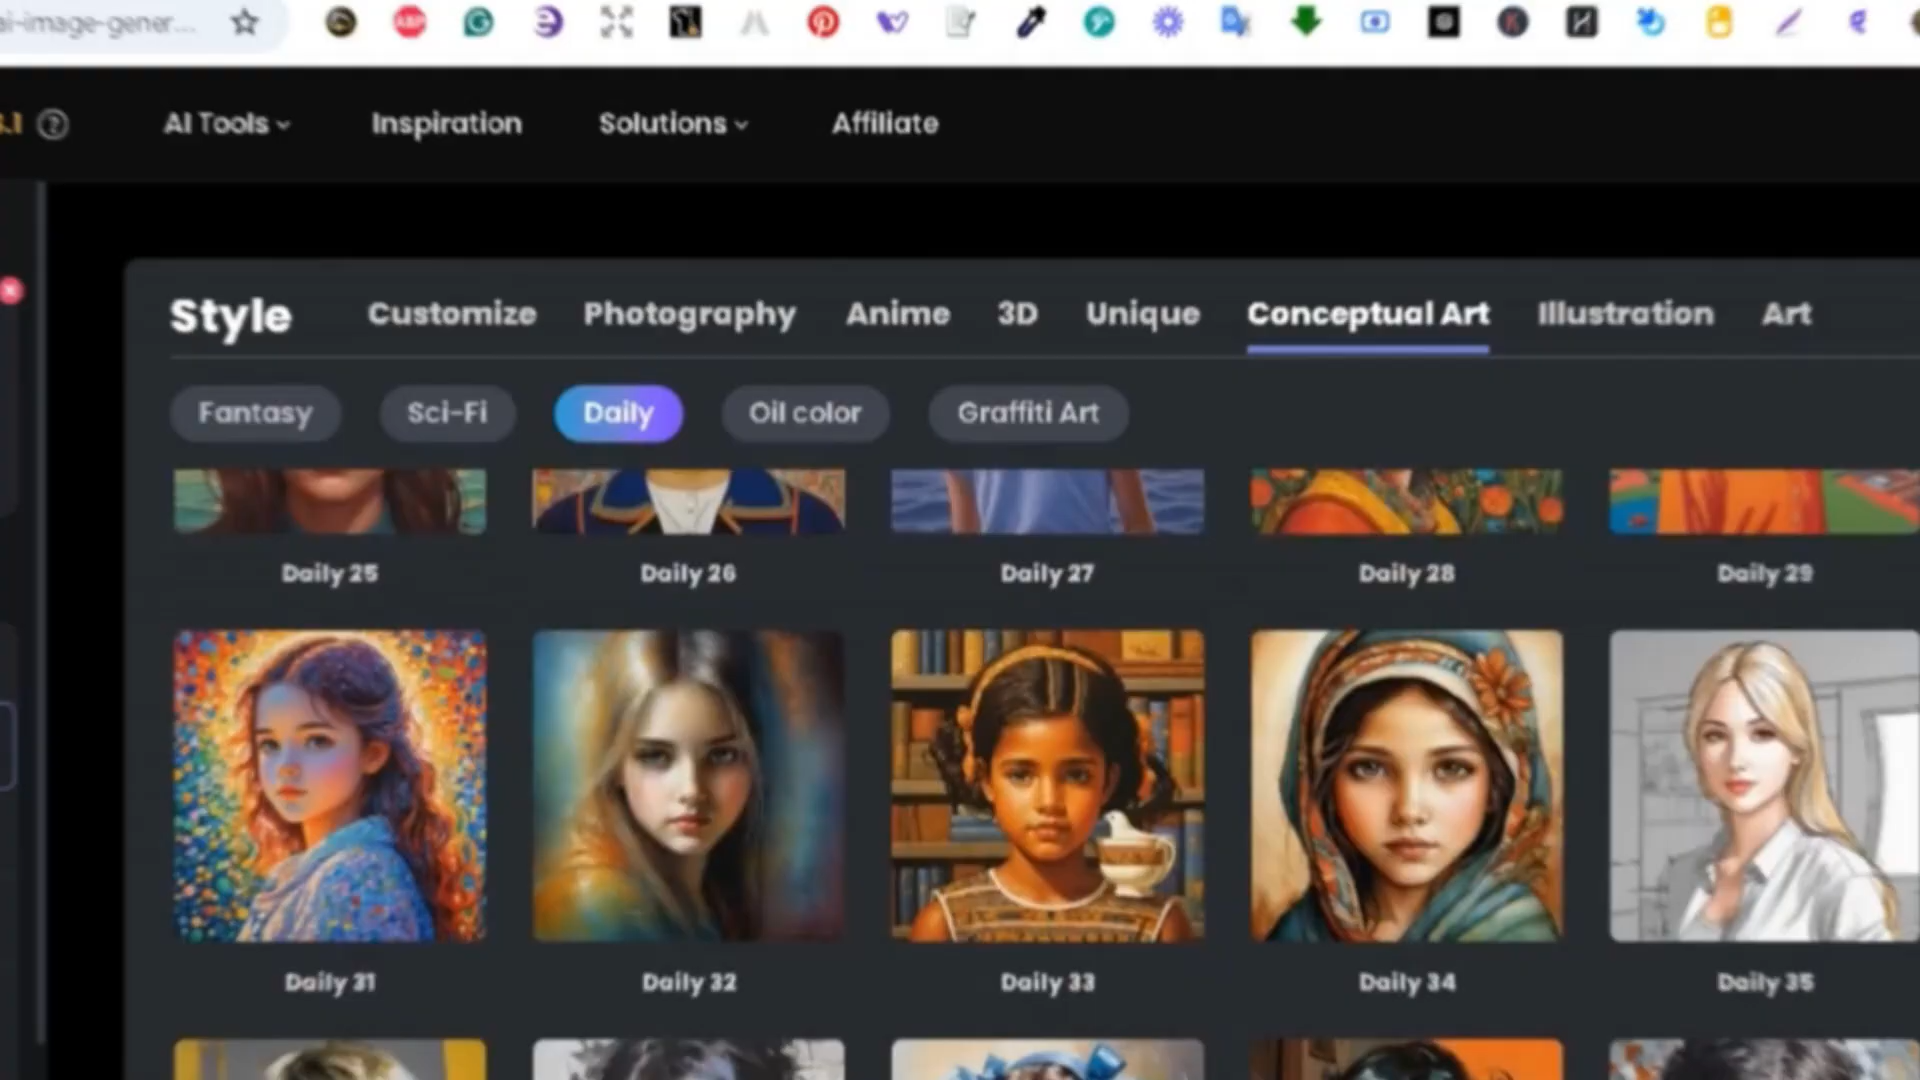 ai-image-gener...
ABP
AI Tools Inspiration Solutions Affiliate
Style Customize Photography Anime 3D Unique Conceptual Art Illustration Art
Fantasy Sci-Fi Daily Oil color Graffiti Art
Daily 25 Daily 26 Daily 27 Daily 28 Daily 29
Daily 31 Daily 32 Daily 33 Daily 34 Daily 35